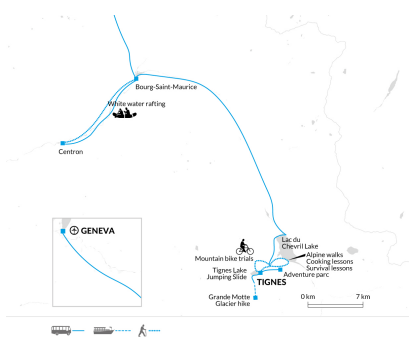 Bourg-Saint-Maurice
White water rafting
Centron
GENEVA
Lac du
Chevril Lake
Mountain bike trials
Alpine walks
Cooking lessons
Survival lessons
Adventure parc
Tignes Lake
Jumping Slide
TIGNES
Grande Motte
Glacier hike
0 km
7 km